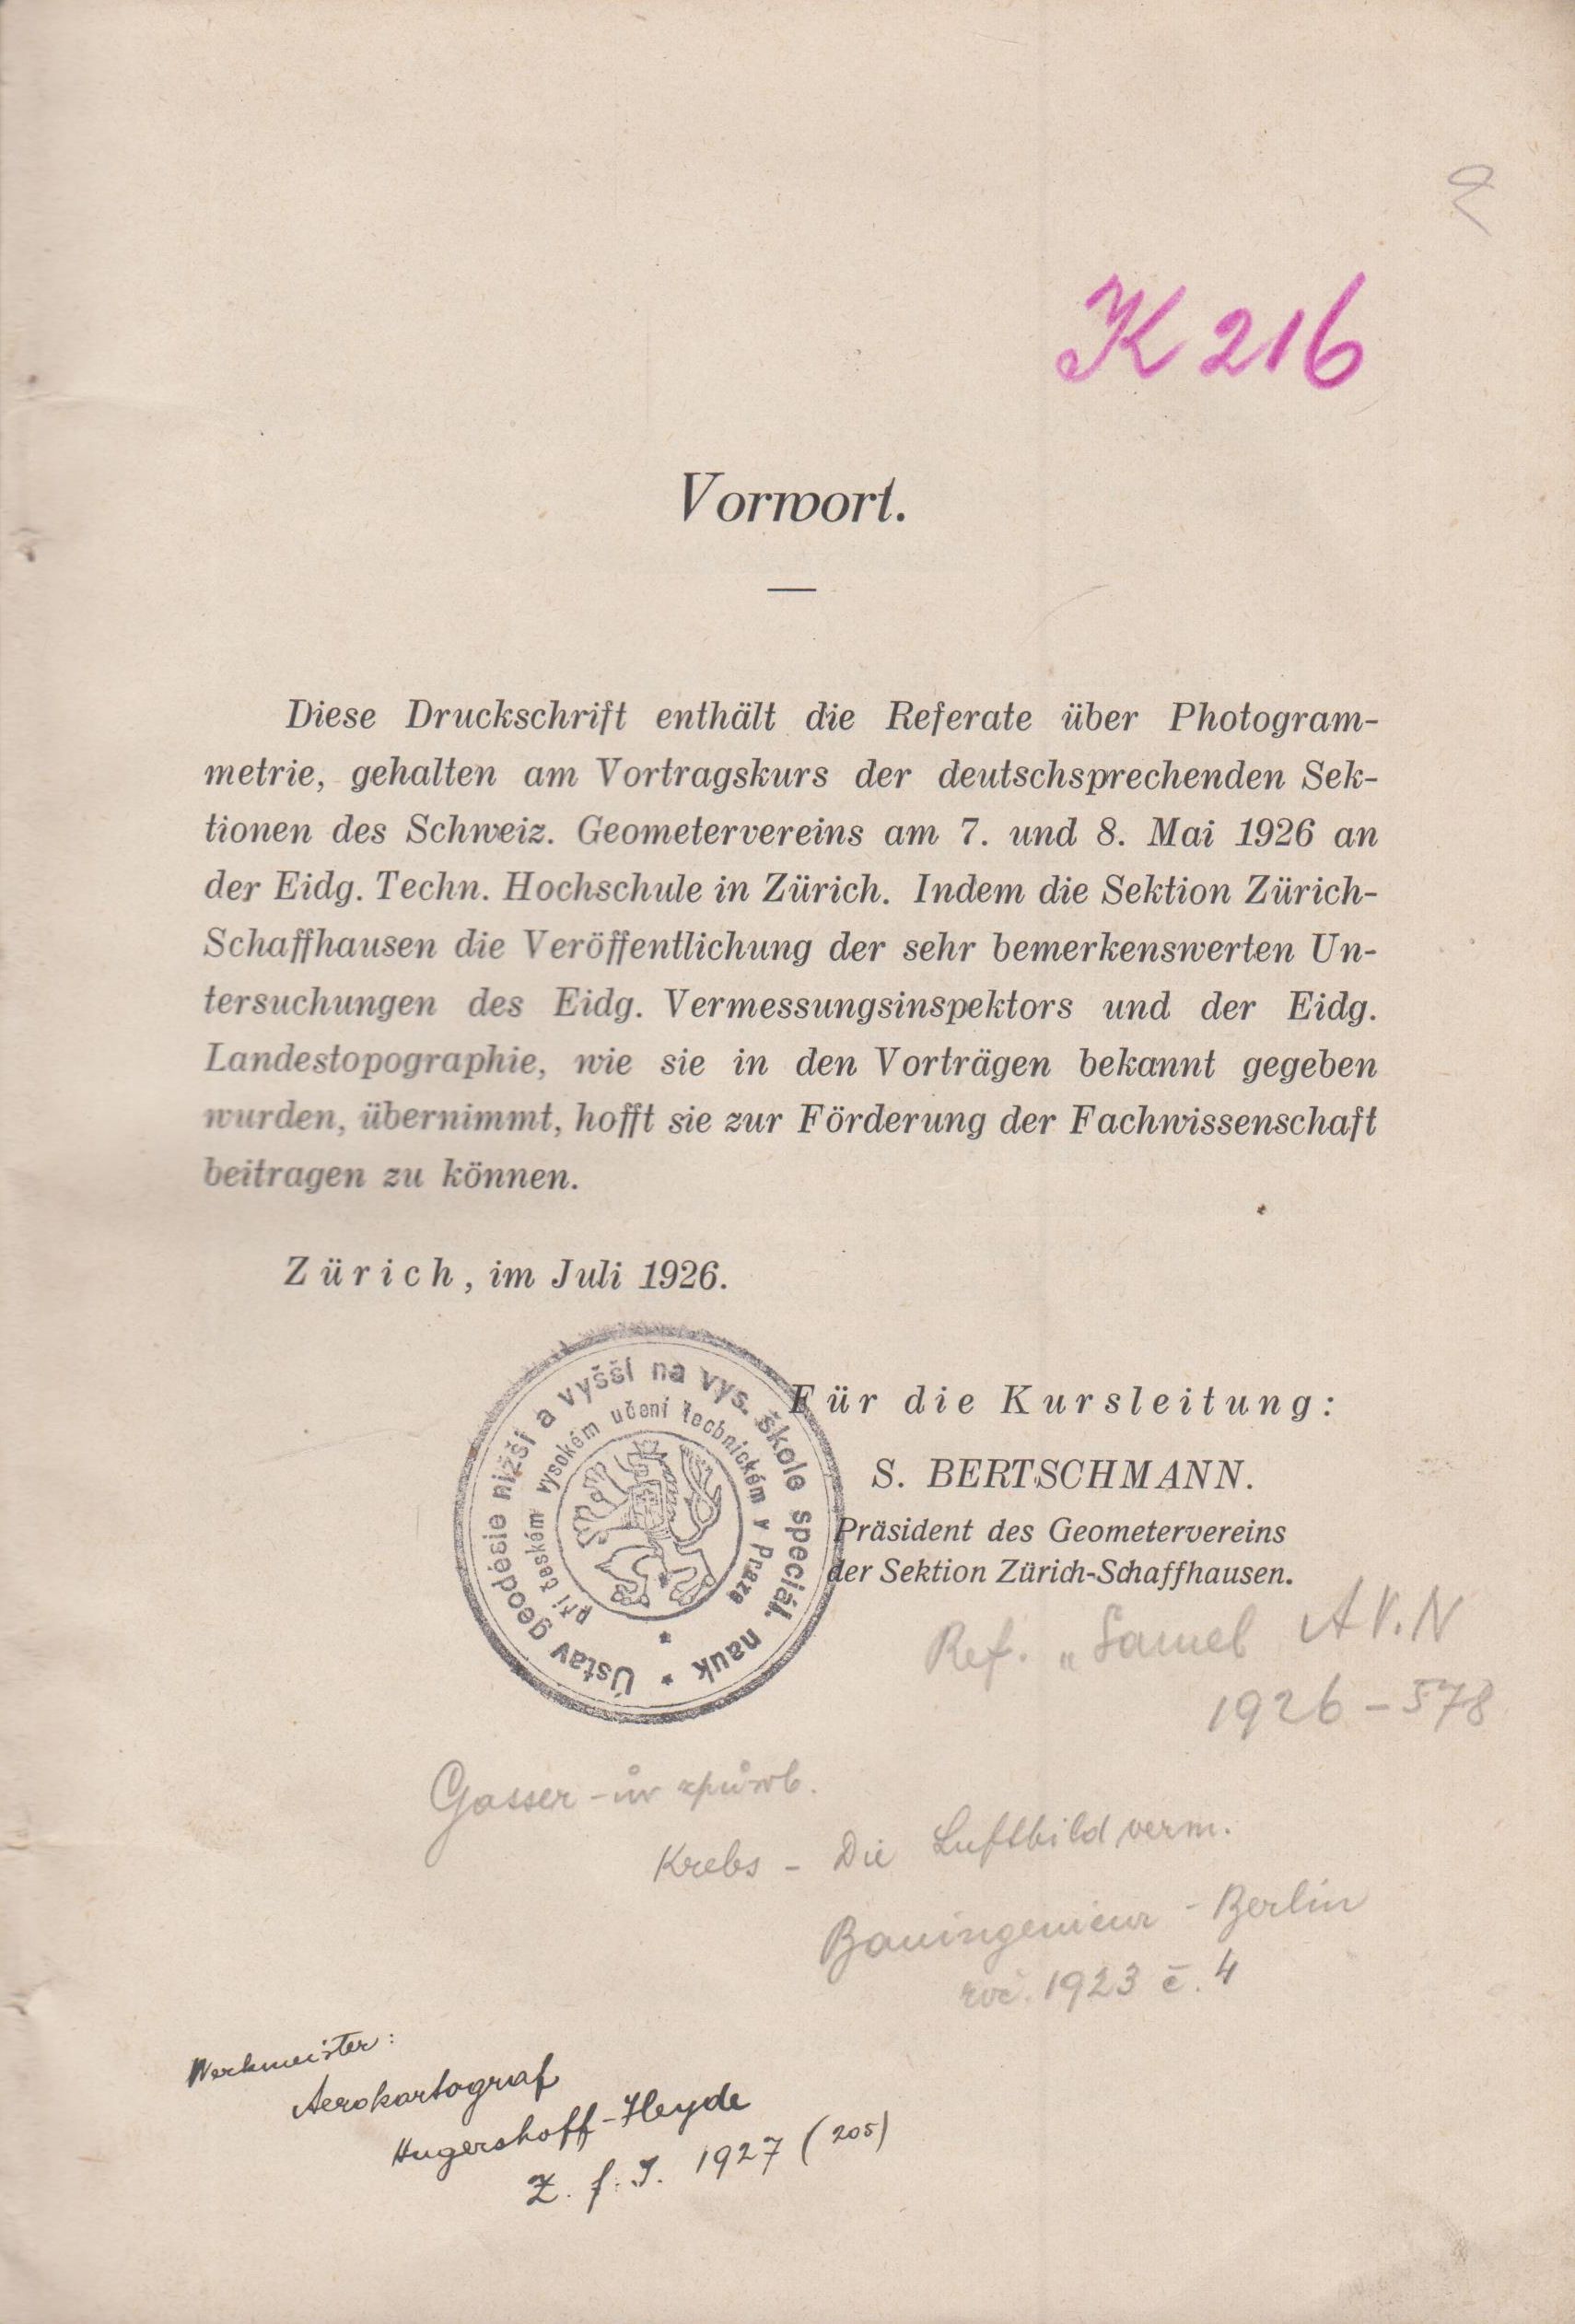 K 216
Vorwort.
Diese Druckschrift enthält die Referate über Photogram-
metrie, gehalten am Vortragskurs der deutschsprechenden Sek-
tionen des Schweiz. Geometervereins am 7. und 8. Mai 1926 an
der Eidg. Techn. Hochschule in Zürich. Indem die Sektion Zürich-
Schaffhausen die Veröffentlichung der sehr bemerkenswerten Un-
tersuchungen des Eidg. Vermessungsinspektors und der Eidg.
Landestopographie, wie sie in den Vorträgen bekannt gegeben
wurden, übernimmt, hofft sie zur Förderung der Fachwissenschaft
beitragen zu können.
Zürich, im Juli 1926.
Ústav geodésie nižší a vyšší na vys. škole speciál. nauk
při českém vysokém učení technickém v Praze
Für die Kursleitung:
S. BERTSCHMANN.
Präsident des Geometervereins
der Sektion Zürich-Schaffhausen.
Ref. „Samel A.V.N
1926 - 578
Gasser - ův způsob.
Krebs - Die Luftbildverm.
Bauingenieur - Berlin
roč. 1923 č. 4
Werkmeister:
Aerokartograf
Hugershoff-Heyde
Z. f. I. 1927 (205)